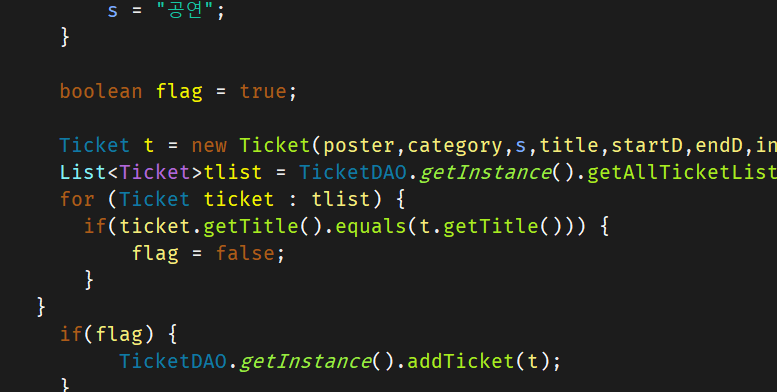 s = "공연";
}
boolean flag = true;
Ticket t = new Ticket(poster,category,s,title,startD,endD,in
List<Ticket>tlist = TicketDAO.getInstance().getAllTicketList
for (Ticket ticket : tlist) {
if(ticket.getTitle().equals(t.getTitle())) {
flag = false;
}
}
if(flag) {
TicketDAO.getInstance().addTicket(t);
}